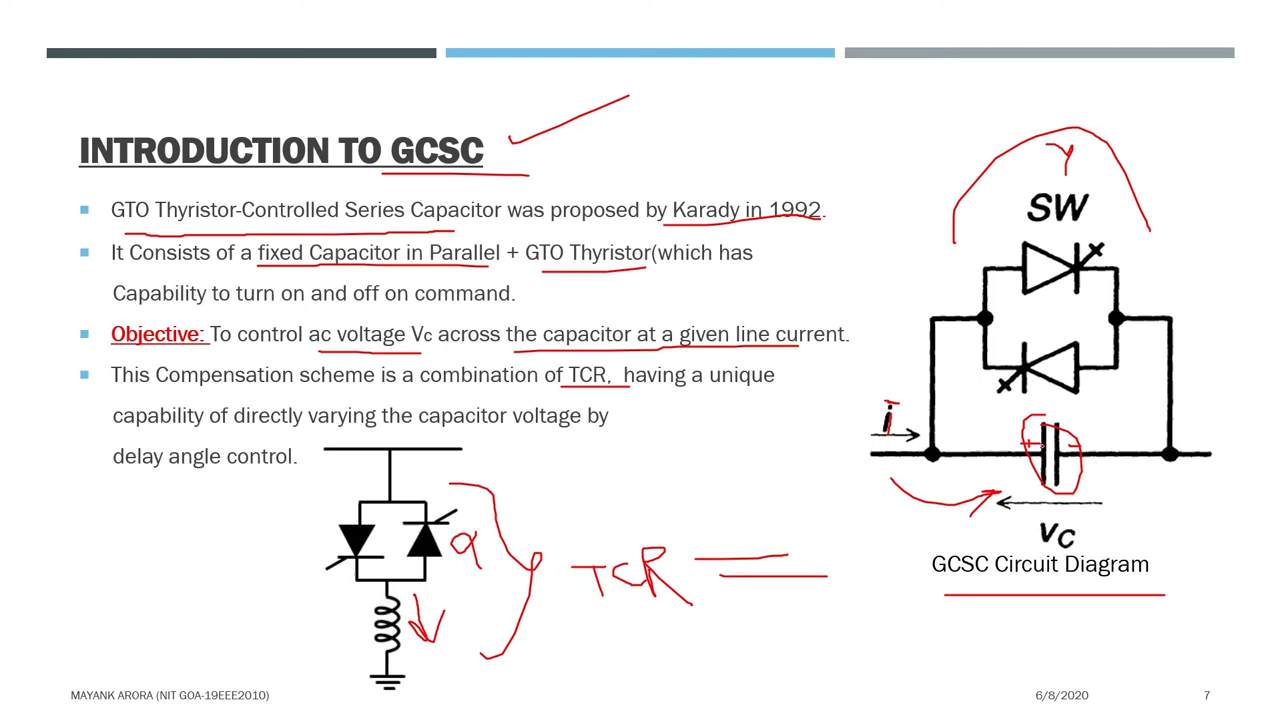 INTRODUCTION TO GCSC
GTO Thyristor-Controlled Series Capacitor was proposed by Karady in 1992.
It Consists of a fixed Capacitor in Parallel + GTO Thyristor(which has
Capability to turn on and off on command.
Objective: To control ac voltage Vc across the capacitor at a given line current.
This Compensation scheme is a combination of TCR, having a unique
capability of directly varying the capacitor voltage by
delay angle control.
α
TCR
γ
SW
i
+ -
vC
GCSC Circuit Diagram
MAYANK ARORA (NIT GOA-19EEE2010)
6/8/2020
7